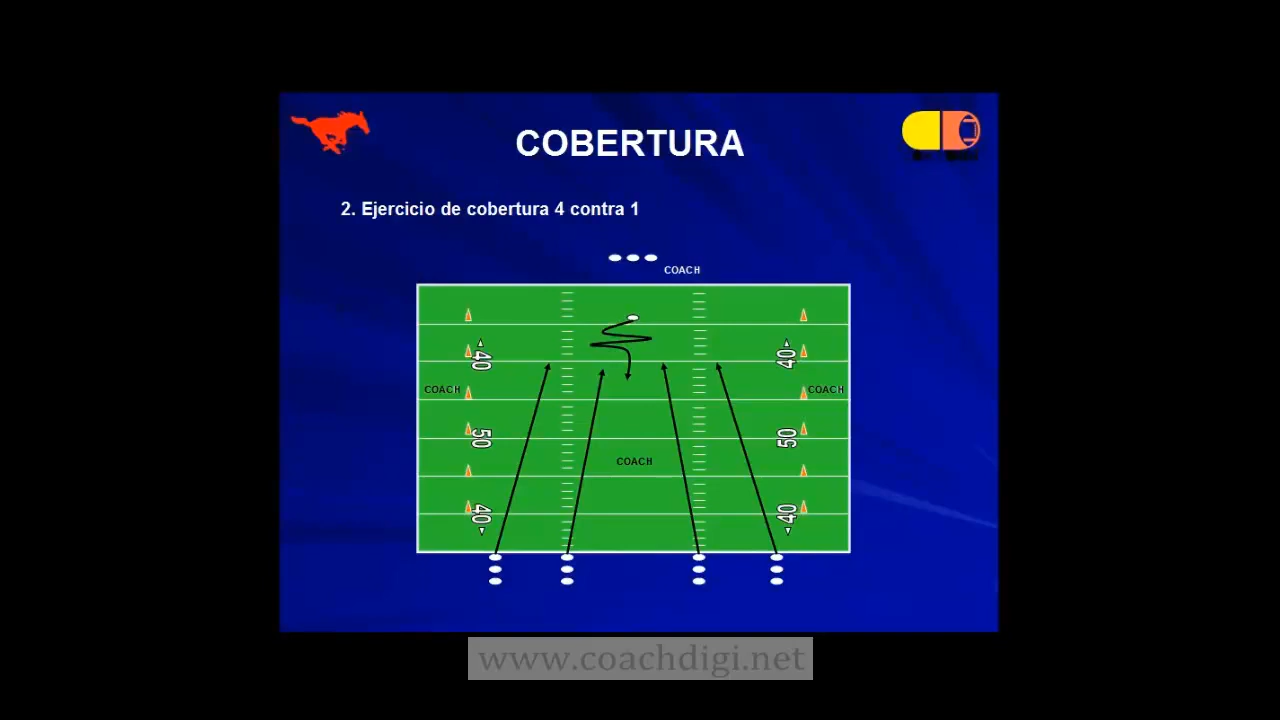 COBERTURA
2. Ejercicio de cobertura 4 contra 1
COACH
40 40
COACH COACH
50 50
COACH
40 40
www.coachdigi.net